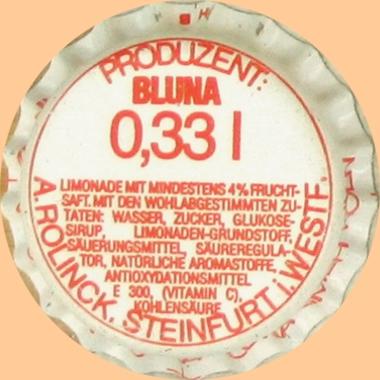 PRODUZENT:
BLUNA
0,33 l
LIMONADE MIT MINDESTENS 4% FRUCHT-
SAFT. MIT DEN WOHLABGESTIMMTEN ZU-
TATEN: WASSER, ZUCKER, GLUKOSE-
SIRUP, LIMONADEN-GRUNDSTOFF,
SÄUERUNGSMITTEL, SÄUREREGULA-
TOR, NATÜRLICHE AROMASTOFFE,
ANTIOXYDATIONSMITTEL
E 300, (VITAMIN C),
KOHLENSÄURE
A. ROLINCK, STEINFURT i. WESTF.